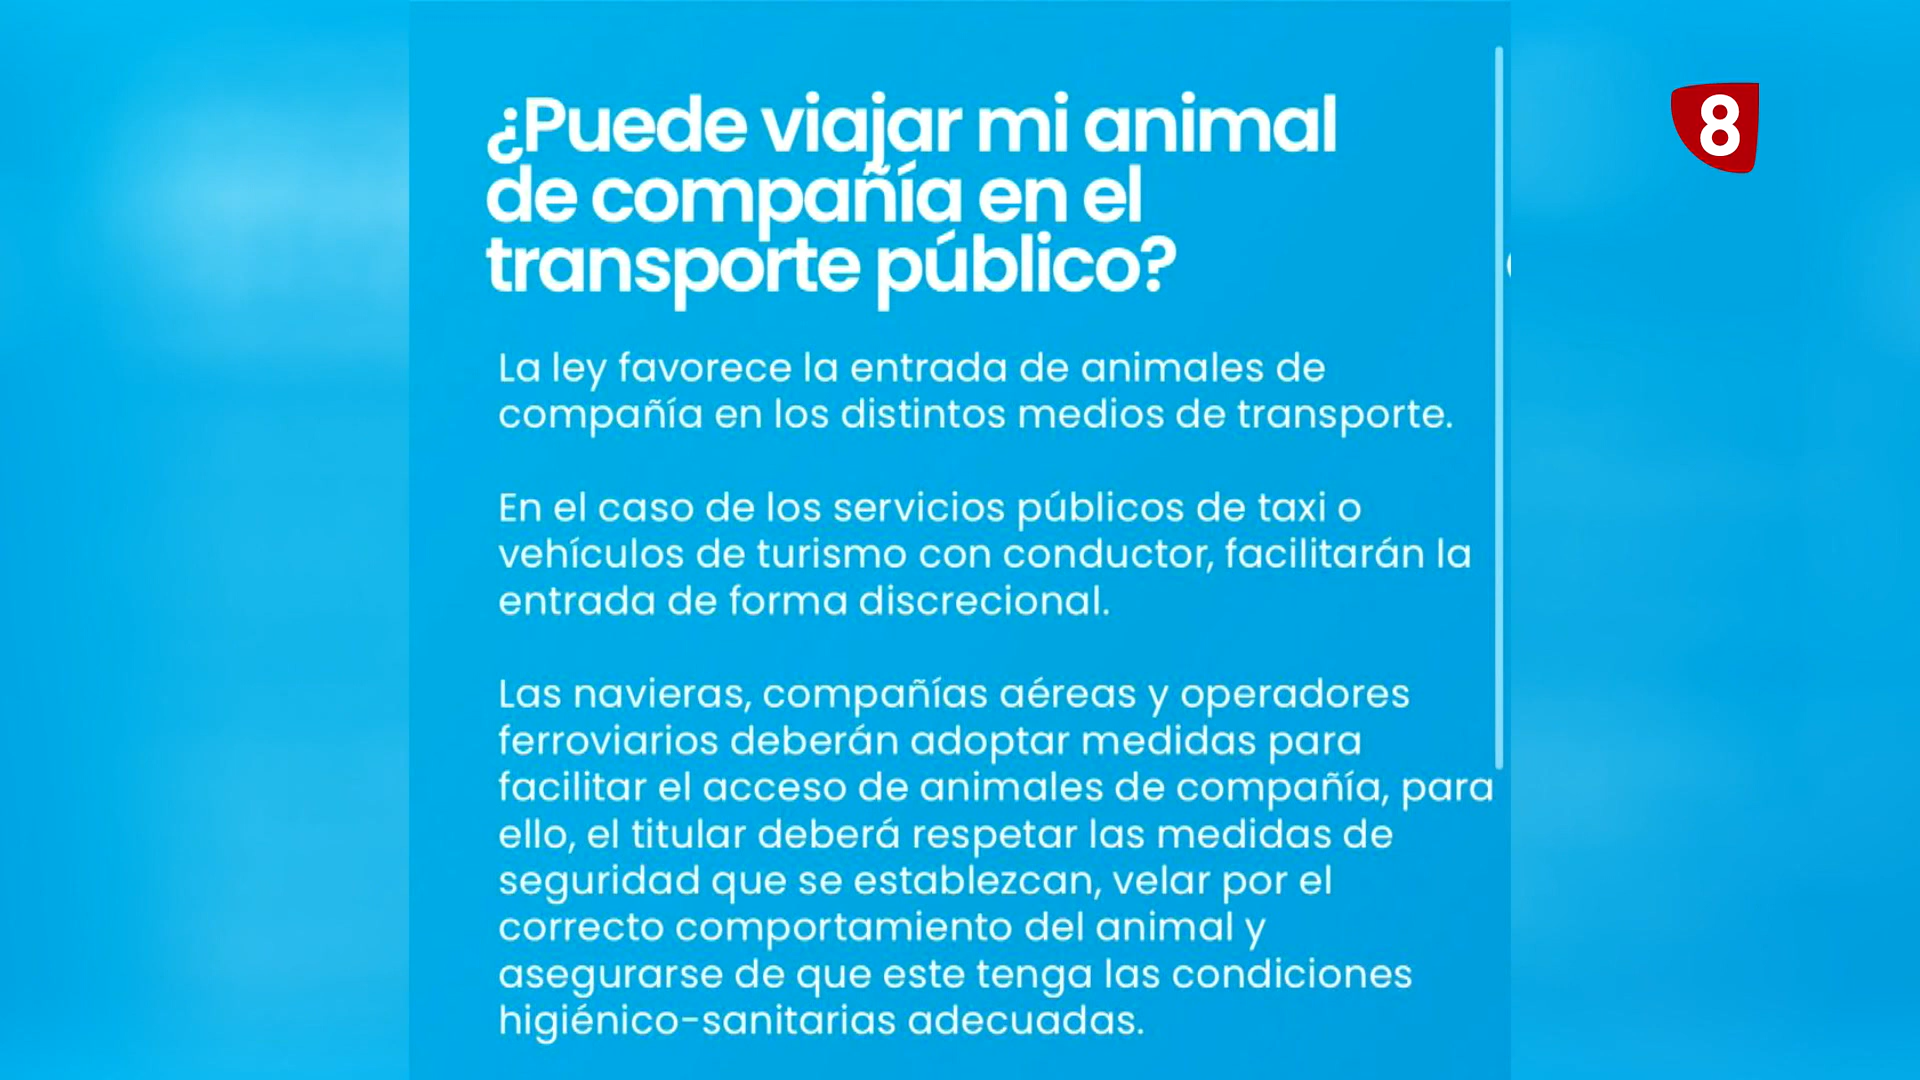 ¿Puede viajar mi animal
de compañía en el
transporte público?
La ley favorece la entrada de animales de
compañía en los distintos medios de transporte.
En el caso de los servicios públicos de taxi o
vehículos de turismo con conductor, facilitarán la
entrada de forma discrecional.
Las navieras, compañías aéreas y operadores
ferroviarios deberán adoptar medidas para
facilitar el acceso de animales de compañía, para
ello, el titular deberá respetar las medidas de
seguridad que se establezcan, velar por el
correcto comportamiento del animal y
asegurarse de que este tenga las condiciones
higiénico-sanitarias adecuadas.
8